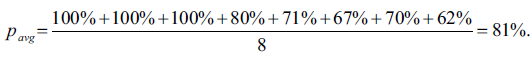 p_avg = (100% + 100% + 100% + 80% + 71% + 67% + 70% + 62%) / 8 = 81%.